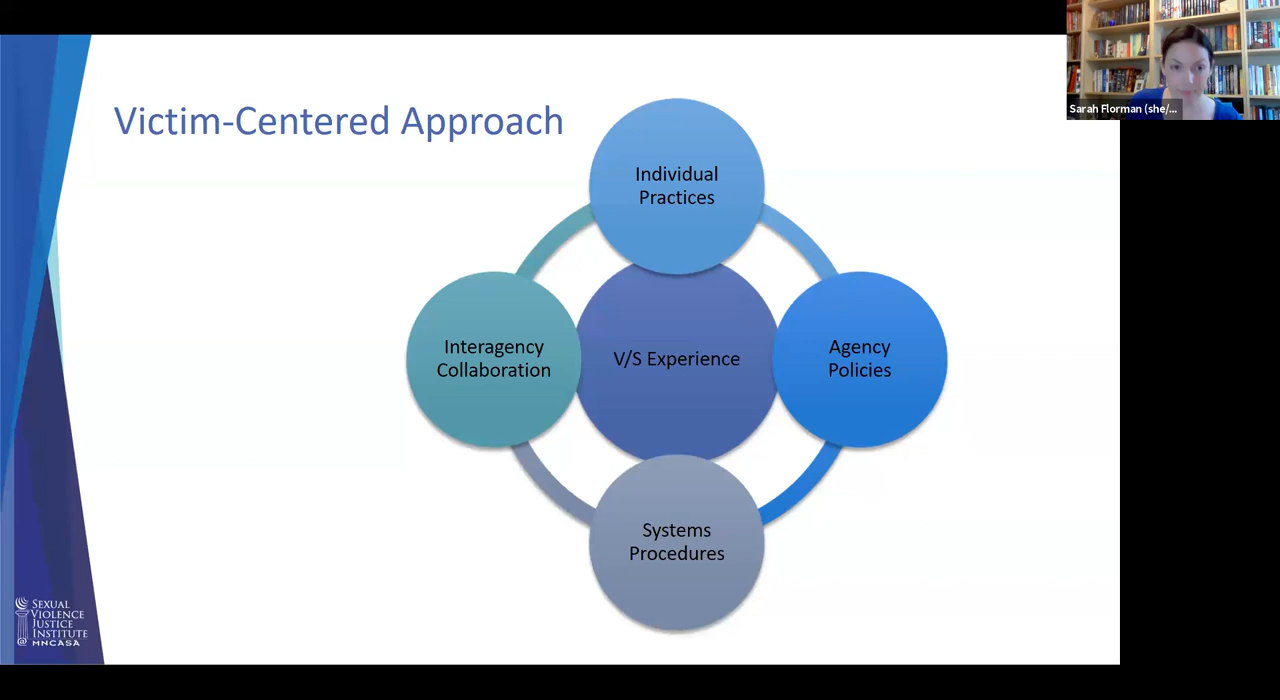 Victim-Centered Approach
Sarah Florman (she/...
Individual
Practices
Interagency
Collaboration
V/S Experience
Agency
Policies
Systems
Procedures
SEXUAL
VIOLENCE
JUSTICE
INSTITUTE
@ MNCASA